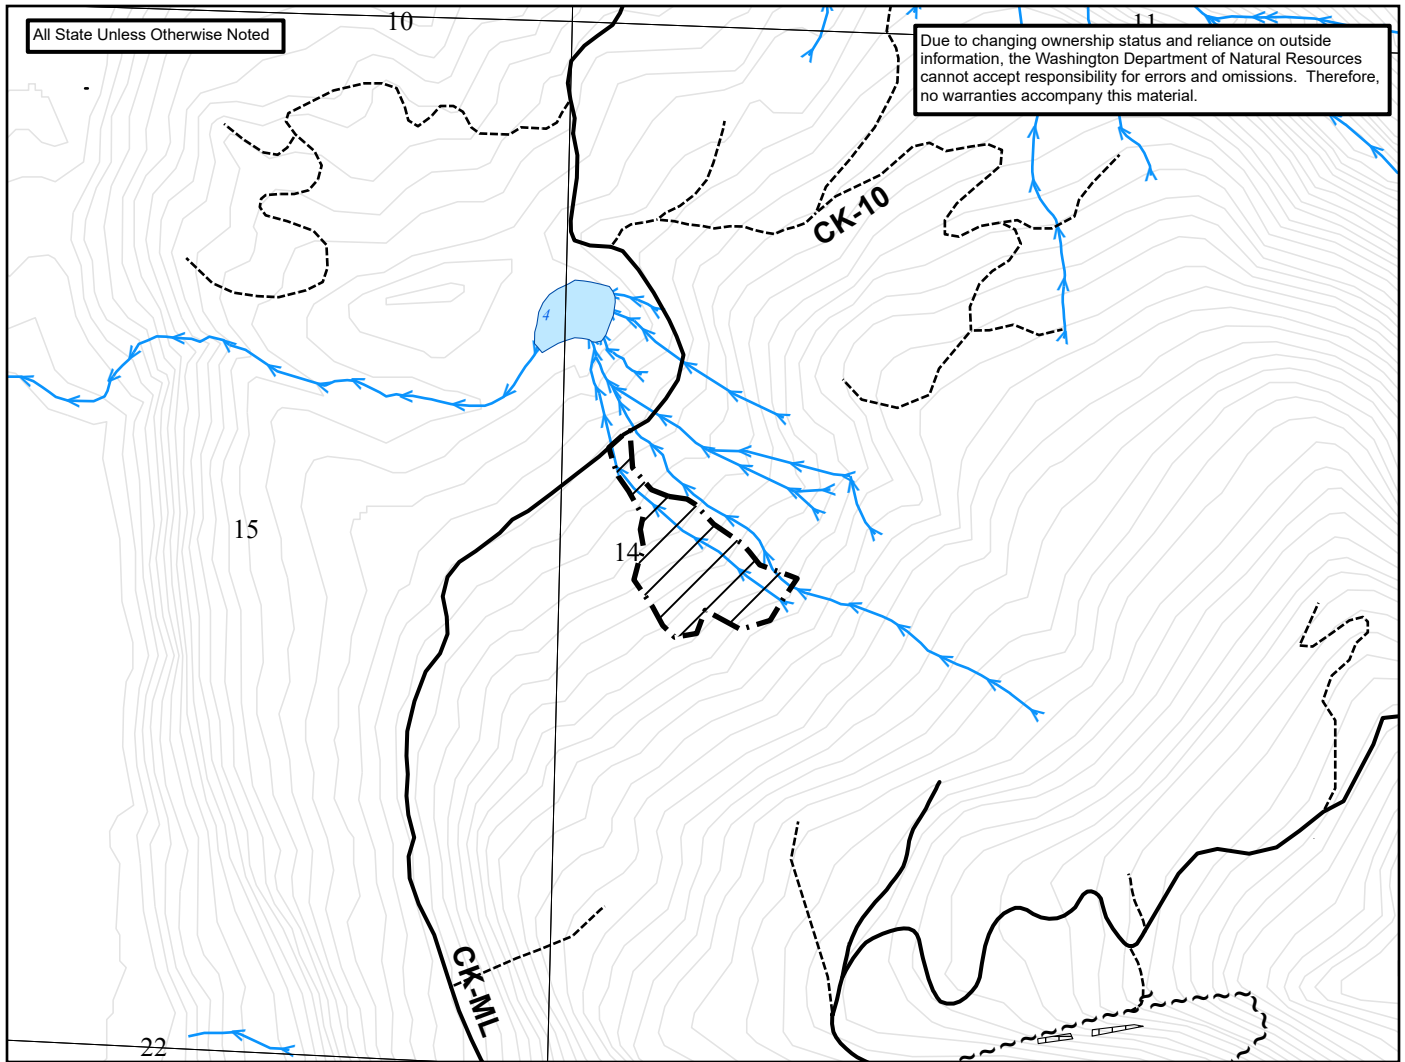 10
11
All State Unless Otherwise Noted
Due to changing ownership status and reliance on outside
information, the Washington Department of Natural Resources
cannot accept responsibility for errors and omissions. Therefore,
no warranties accompany this material.
CK-10
4
15
14
CK-ML
22